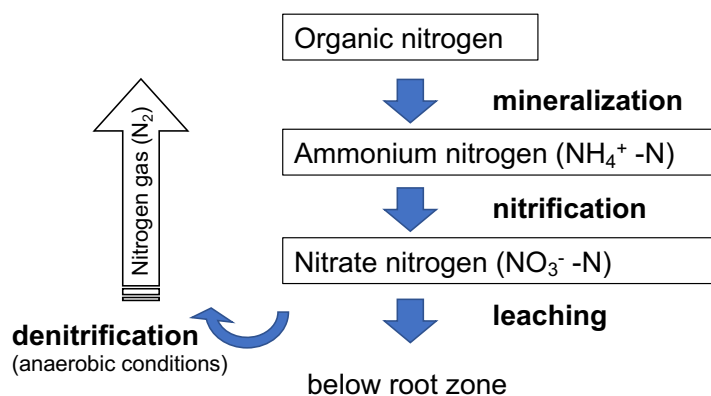 Organic nitrogen
mineralization
Ammonium nitrogen (NH₄⁺ -N)
nitrification
Nitrate nitrogen (NO₃⁻ -N)
leaching
below root zone
Nitrogen gas (N₂)
denitrification
(anaerobic conditions)